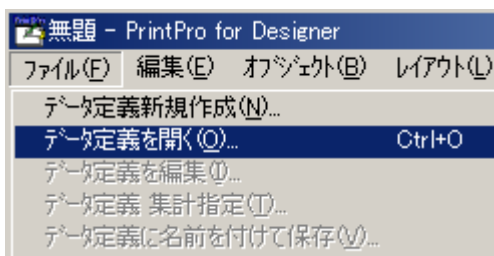 無題 - PrintPro for Designer
ファイル(F) 編集(E) オブジェクト(B) レイアウト(L)
データ定義新規作成(N)...
データ定義を開く(O)... Ctrl+O
データ定義を編集(I)...
データ定義 集計指定(T)...
データ定義に名前を付けて保存(V)...